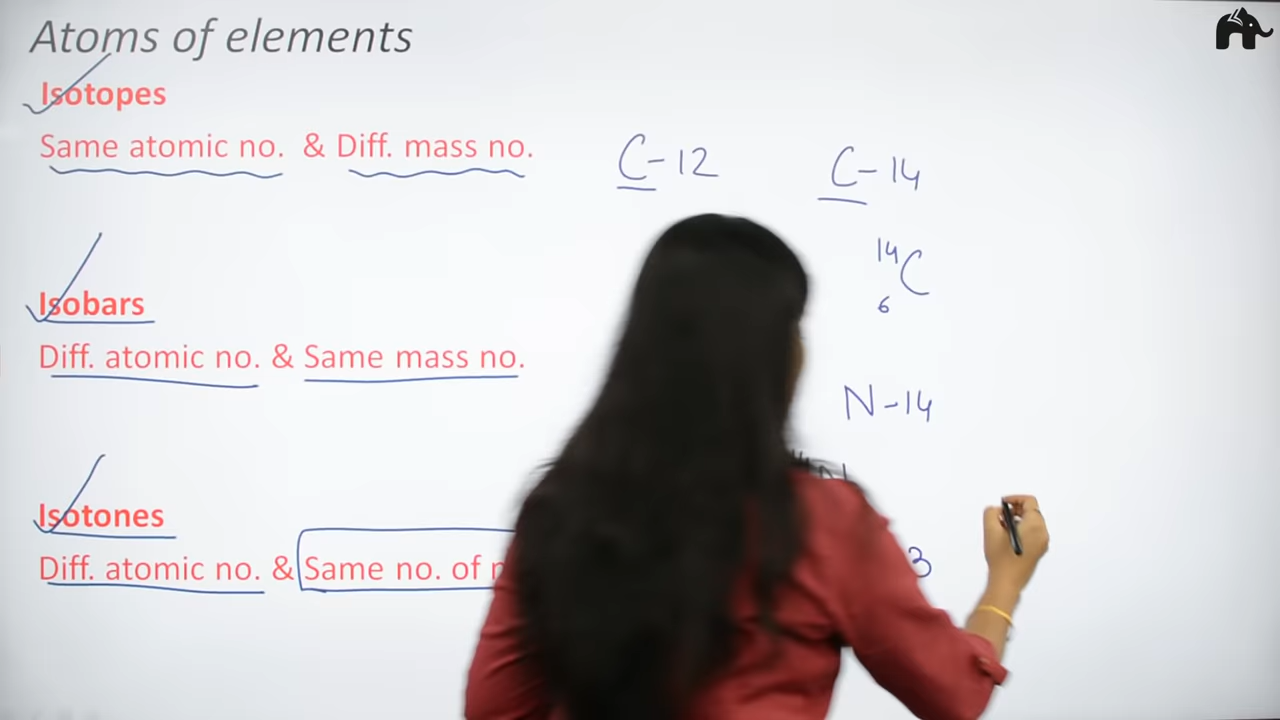 Atoms of elements
Isotopes
Same atomic no. & Diff. mass no.
C-12 C-14
14
C
6
Isobars
Diff. atomic no. & Same mass no.
N-14
Isotones
Diff. atomic no. & Same no. of
3